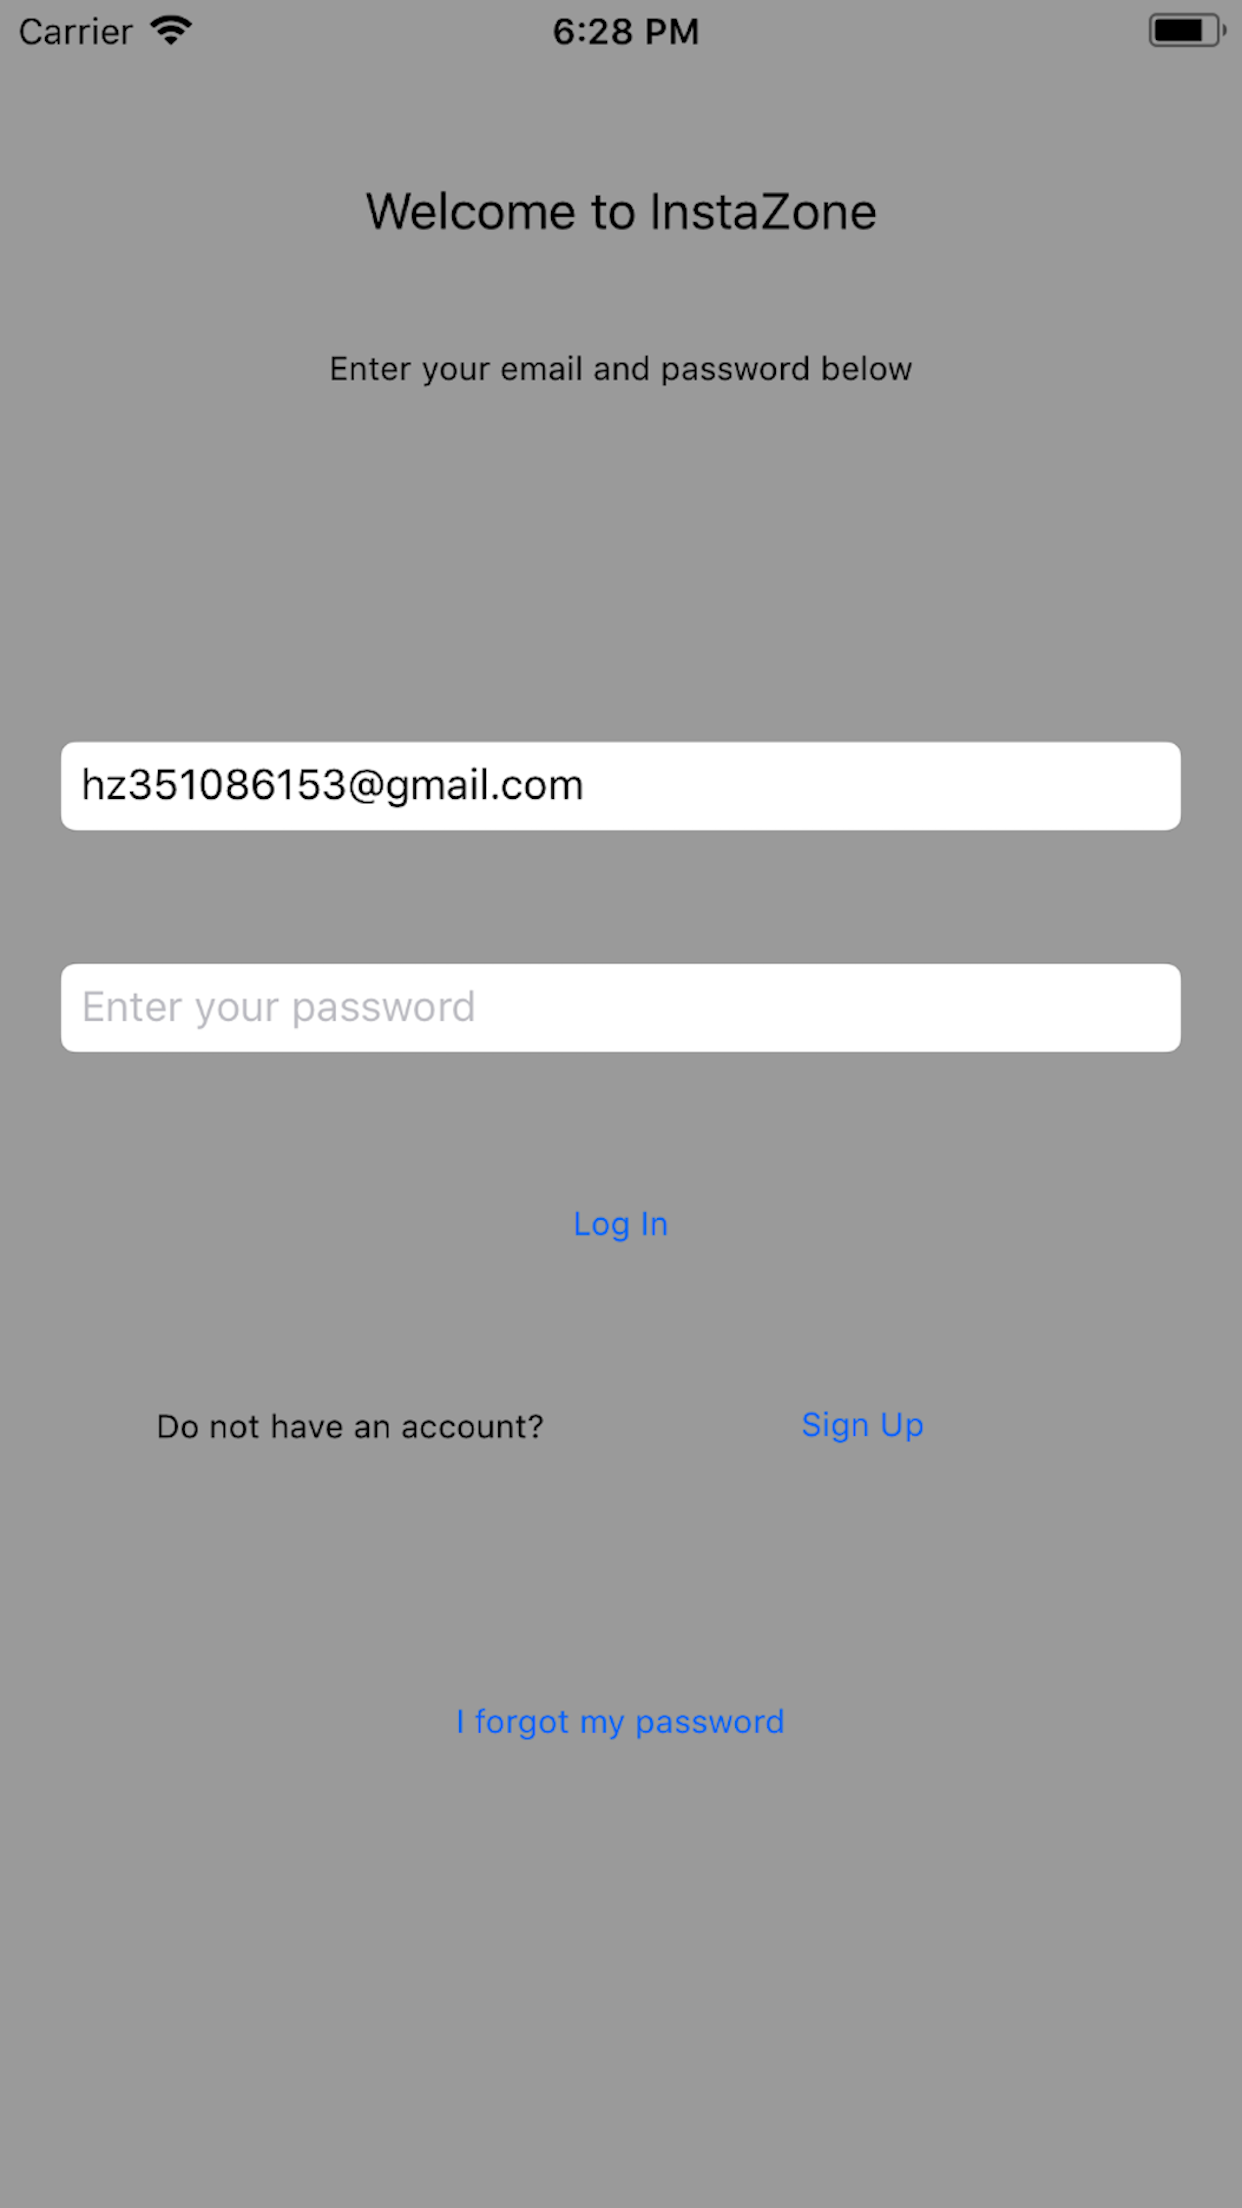 Carrier 6:28 PM
Welcome to InstaZone
Enter your email and password below
hz351086153@gmail.com
Enter your password
Log In
Do not have an account? Sign Up
I forgot my password